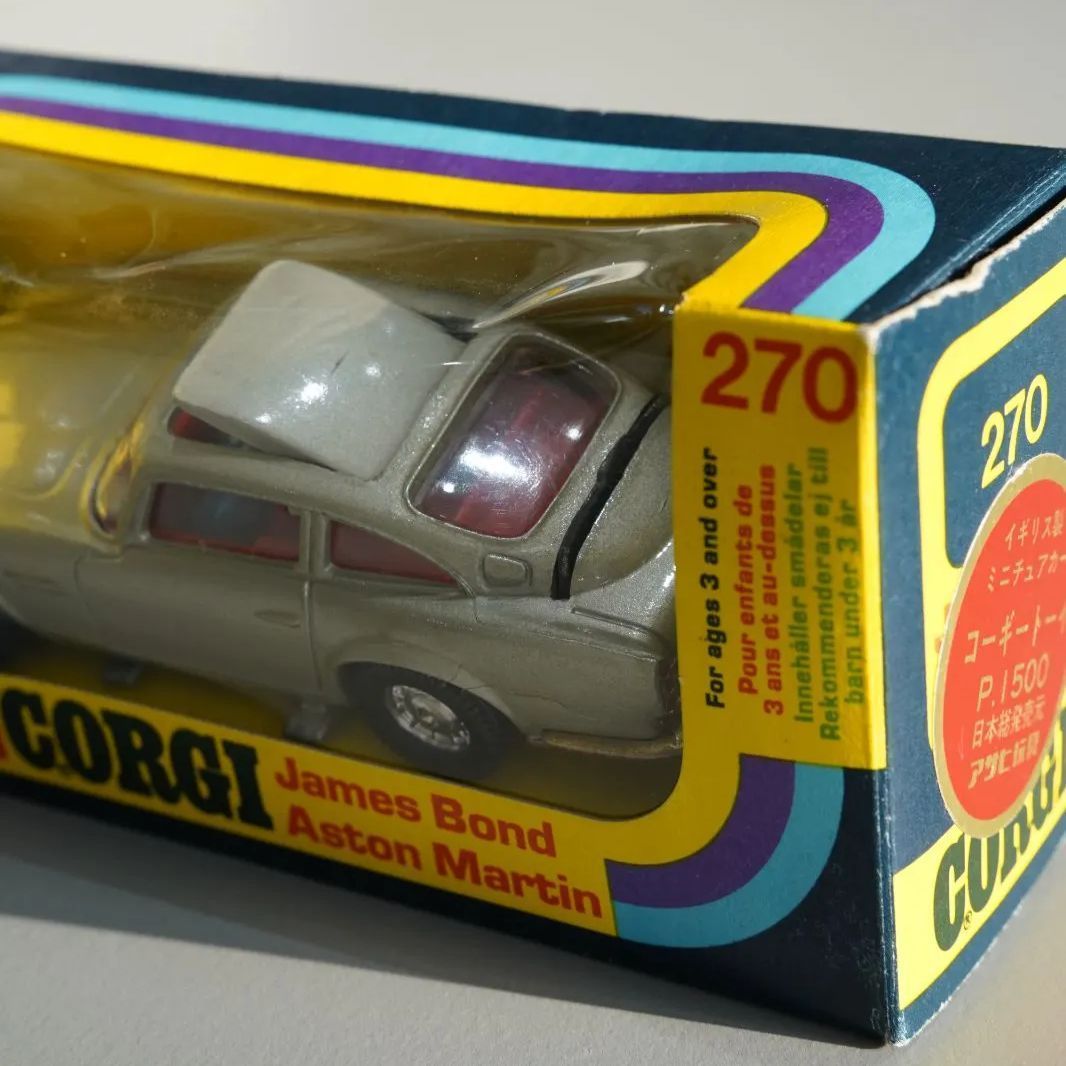 270
For ages 3 and over
Pour enfants de
3 ans et au-dessus
Innehåller smådelar
Rekommenderas ej till
barn under 3 år
CORGI
James Bond
Aston Martin
270
イギリス製
ミニチュアカー
コーギートーイ
P.1500
日本総発売元
アサヒ玩具
CORGI
®